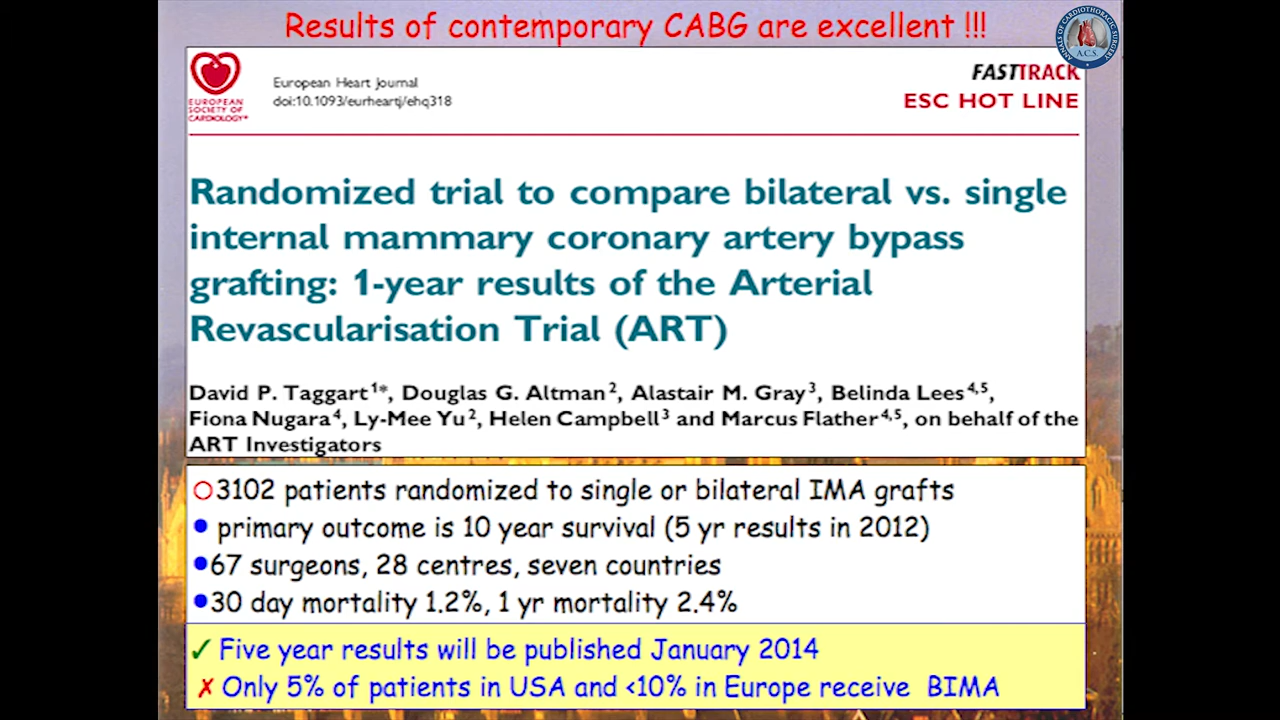 Results of contemporary CABG are excellent !!!
ANNALS OF CARDIOTHORACIC SURGERY
A.C.S.
EUROPEAN
SOCIETY OF
CARDIOLOGY®
European Heart Journal
doi:10.1093/eurheartj/ehq318
FASTTRACK
ESC HOT LINE
Randomized trial to compare bilateral vs. single
internal mammary coronary artery bypass
grafting: 1-year results of the Arterial
Revascularisation Trial (ART)
David P. Taggart1*, Douglas G. Altman2, Alastair M. Gray3, Belinda Lees4,5,
Fiona Nugara4, Ly-Mee Yu2, Helen Campbell3 and Marcus Flather4,5, on behalf of the
ART Investigators
3102 patients randomized to single or bilateral IMA grafts
primary outcome is 10 year survival (5 yr results in 2012)
67 surgeons, 28 centres, seven countries
30 day mortality 1.2%, 1 yr mortality 2.4%
✓ Five year results will be published January 2014
✗ Only 5% of patients in USA and <10% in Europe receive BIMA